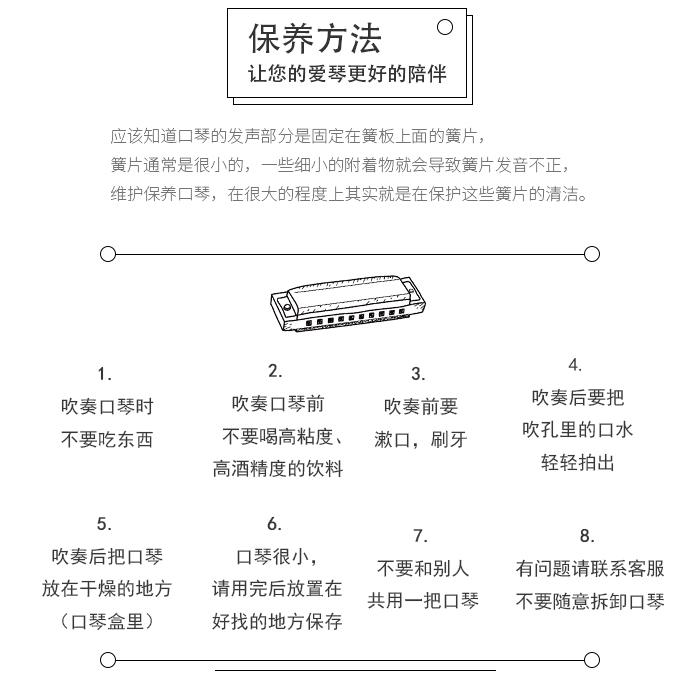 保养方法
让您的爱琴更好的陪伴
应该知道口琴的发声部分是固定在簧板上面的簧片，
簧片通常是很小的，一些细小的附着物就会导致簧片发音不正，
维护保养口琴，在很大的程度上其实就是在保护这些簧片的清洁。
1.
吹奏口琴时
不要吃东西
2.
吹奏口琴前
不要喝高粘度、
高酒精度的饮料
3.
吹奏前要
漱口，刷牙
4.
吹奏后要把
吹孔里的口水
轻轻拍出
5.
吹奏后把口琴
放在干燥的地方
（口琴盒里）
6.
口琴很小，
请用完后放置在
好找的地方保存
7.
不要和别人
共用一把口琴
8.
有问题请联系客服
不要随意拆卸口琴